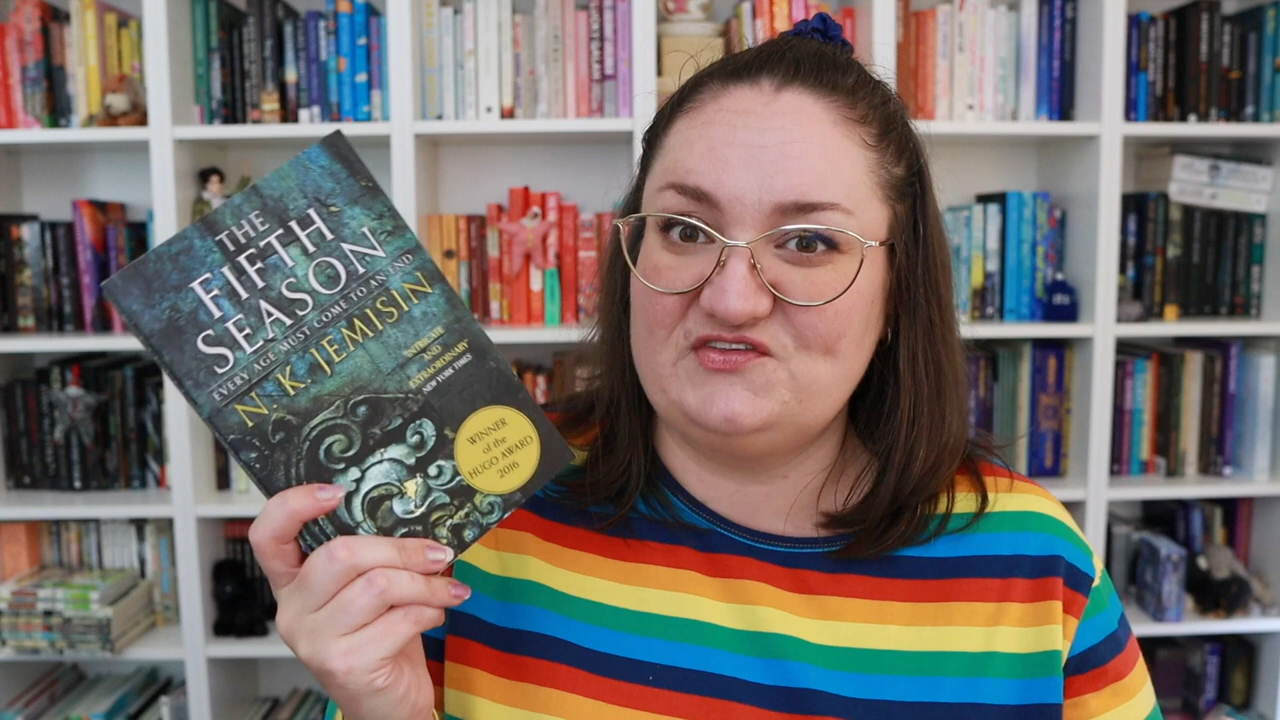 THE
FIFTH
SEASON
EVERY AGE MUST COME TO AN END
N. K. JEMISIN
'INTRICATE
AND
EXTRAORDINARY'
NEW YORK TIMES
WINNER
of the
HUGO AWARD
2016